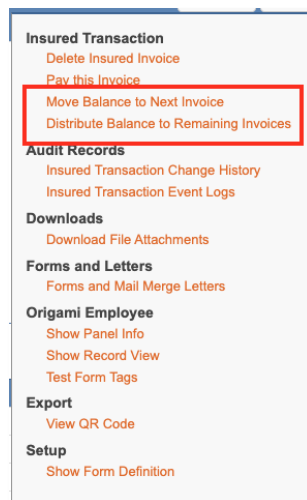 Insured Transaction
Delete Insured Invoice
Pay this Invoice
Move Balance to Next Invoice
Distribute Balance to Remaining Invoices
Audit Records
Insured Transaction Change History
Insured Transaction Event Logs
Downloads
Download File Attachments
Forms and Letters
Forms and Mail Merge Letters
Origami Employee
Show Panel Info
Show Record View
Test Form Tags
Export
View QR Code
Setup
Show Form Definition